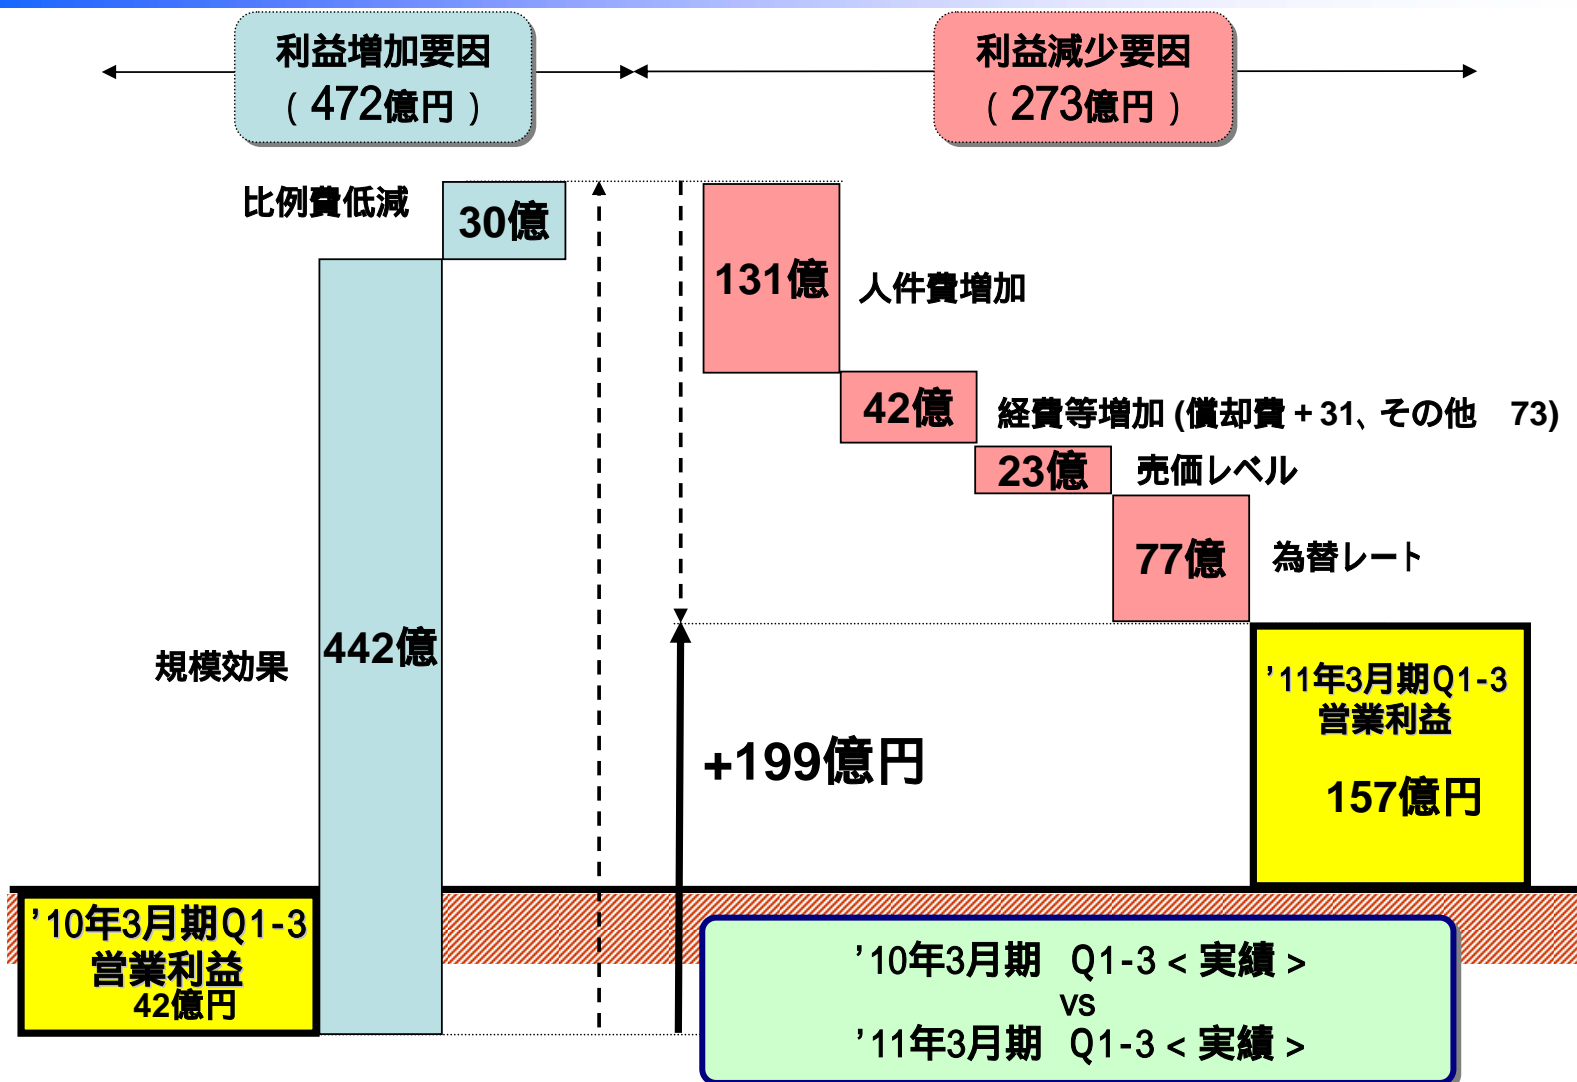 利益増加要因
( 472億円 )
利益減少要因
( 273億円 )
比例費低減
30億
131億
人件費増加
42億
経費等増加 (償却費 + 31、その他 73)
23億
売価レベル
77億
為替レート
規模効果
442億
+199億円
’11年3月期Q1-3
営業利益
157億円
’10年3月期Q1-3
営業利益
42億円
’10年3月期 Q1-3 < 実績 >
VS
’11年3月期 Q1-3 < 実績 >